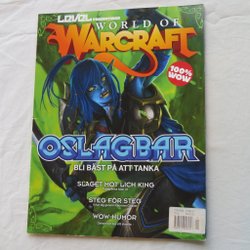 LEVEL
WORLD OF
WARCRAFT
100%
WOW
OSLAGBAR
BLI BÄST PÅ ATT TANKA
SLAGET MOT LICH KING
STEG FÖR STEG
WOW-HUMOR